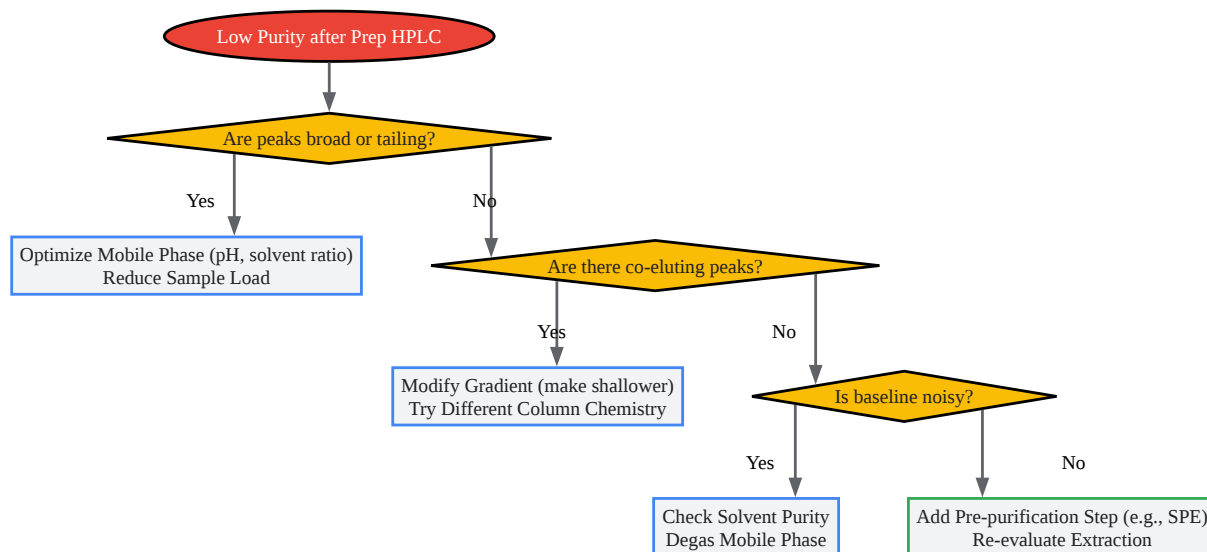 Low Purity after Prep HPLC
Are peaks broad or tailing?
Yes
No
Optimize Mobile Phase (pH, solvent ratio)
Reduce Sample Load
Are there co-eluting peaks?
Yes
No
Modify Gradient (make shallower)
Try Different Column Chemistry
Is baseline noisy?
Yes
No
Check Solvent Purity
Degas Mobile Phase
Add Pre-purification Step (e.g., SPE)
Re-evaluate Extraction